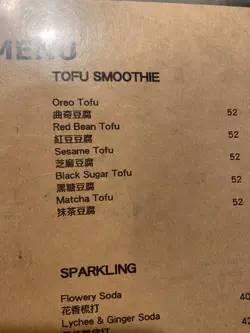 MENU
TOFU SMOOTHIE
Oreo Tofu
曲奇豆腐 52
Red Bean Tofu
紅豆豆腐 52
Sesame Tofu
芝麻豆腐 52
Black Sugar Tofu
黑糖豆腐 52
Matcha Tofu 52
抹茶豆腐
SPARKLING
Flowery Soda 40
花香梳打
Lychee & Ginger Soda 42